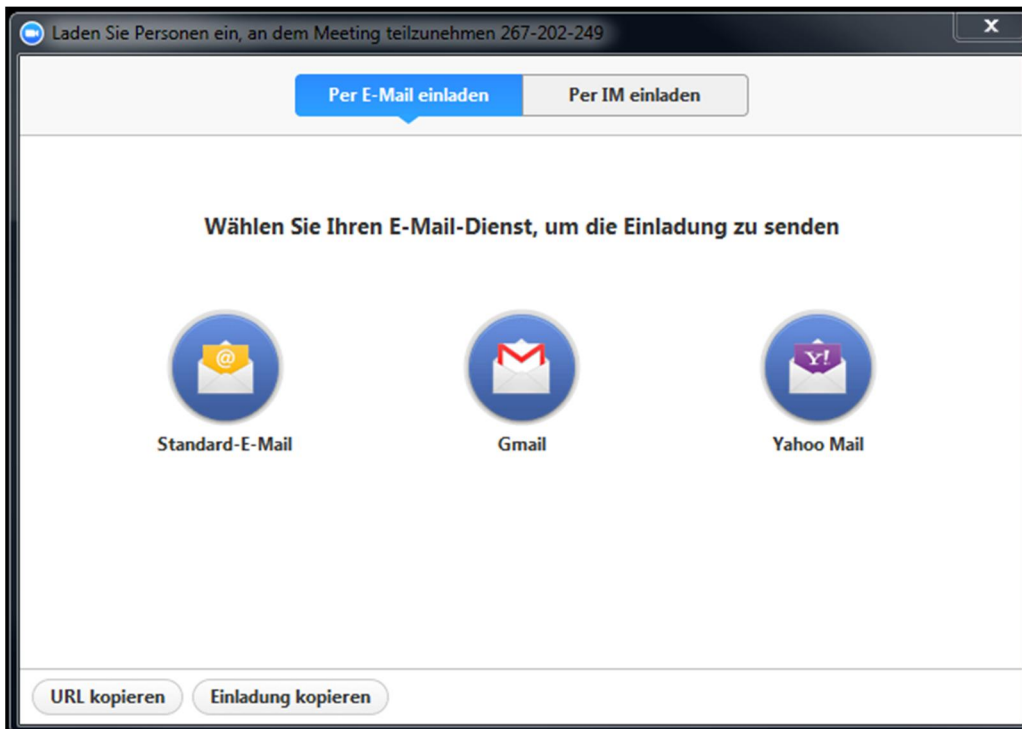 Laden Sie Personen ein, an dem Meeting teilzunehmen 267-202-249
X
Per E-Mail einladen Per IM einladen
Wählen Sie Ihren E-Mail-Dienst, um die Einladung zu senden
@ Y!
Standard-E-Mail Gmail Yahoo Mail
URL kopieren Einladung kopieren